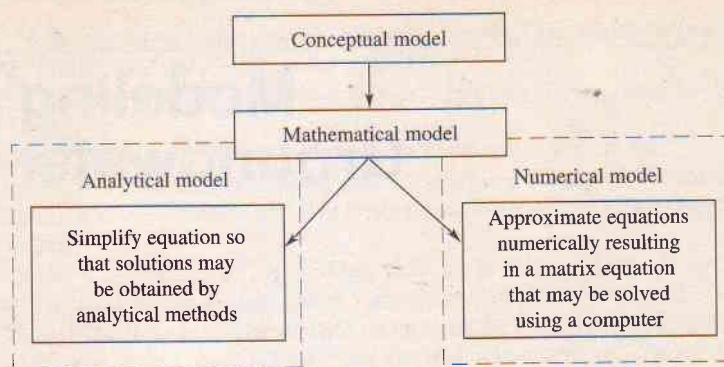 Conceptual model
Mathematical model
Analytical model
Numerical model
Simplify equation so
that solutions may
be obtained by
analytical methods
Approximate equations
numerically resulting
in a matrix equation
that may be solved
using a computer